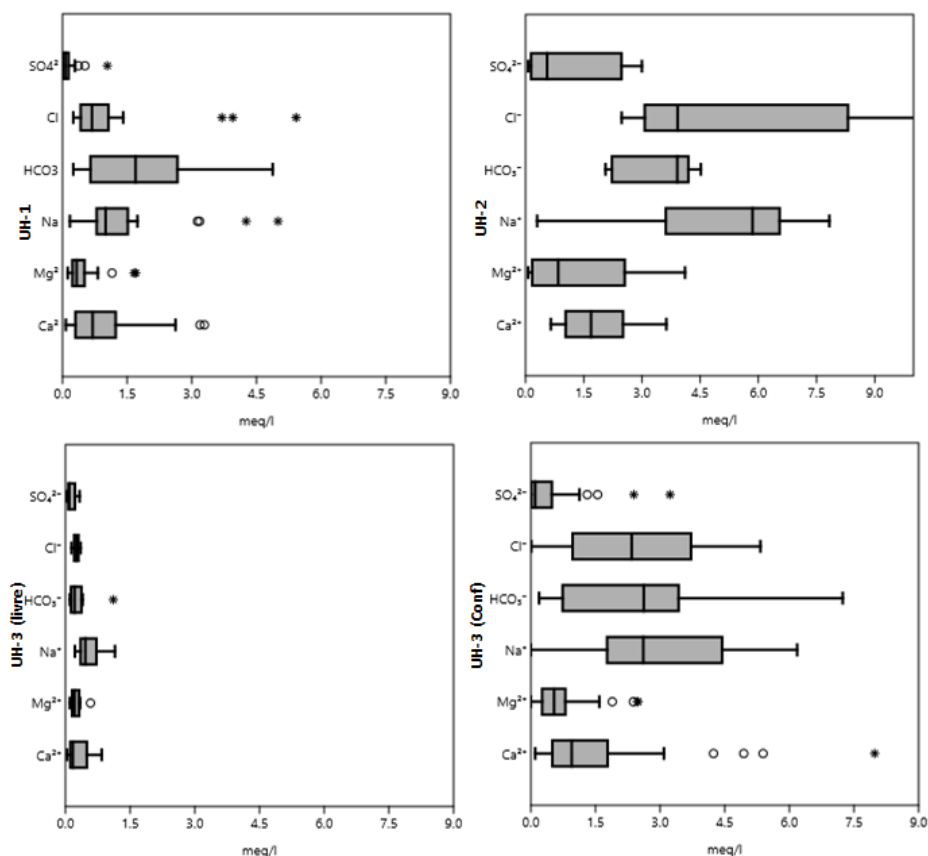 UH-1
SO4²
Cl
HCO3
Na
Mg²
Ca²
0.0 1.5 3.0 4.5 6.0 7.5 9.0
meq/l
UH-2
SO₄²⁻
Cl⁻
HCO₃⁻
Na⁺
Mg²⁺
Ca²⁺
0.0 1.5 3.0 4.5 6.0 7.5 9.0
meq/l
UH-3 (livre)
SO₄²⁻
Cl⁻
HCO₃⁻
Na⁺
Mg²⁺
Ca²⁺
0.0 1.5 3.0 4.5 6.0 7.5 9.0
meq/l
UH-3 (Conf)
SO₄²⁻
Cl⁻
HCO₃⁻
Na⁺
Mg²⁺
Ca²⁺
0.0 1.5 3.0 4.5 6.0 7.5 9.0
meq/l